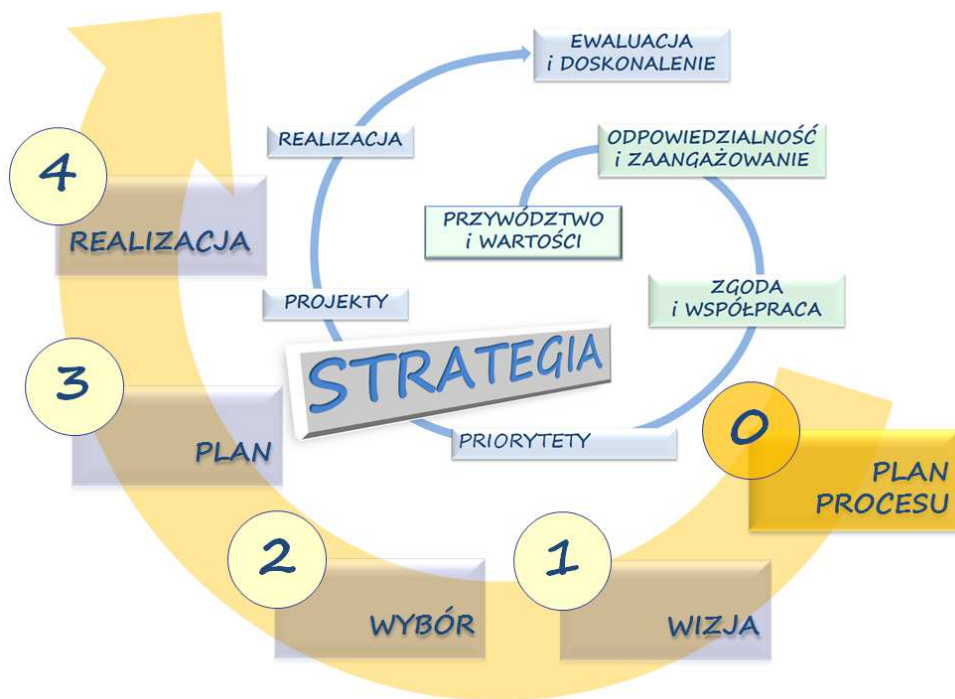 EWALUACJA
i DOSKONALENIE
REALIZACJA
ODPOWIEDZIALNOŚĆ
i ZAANGAŻOWANIE
PRZYWÓDZTWO
i WARTOŚCI
PROJEKTY
ZGODA
i WSPÓŁPRACA
STRATEGIA
PRIORYTETY
4
REALIZACJA
3
PLAN
2
WYBÓR
1
WIZJA
0
PLAN
PROCESU